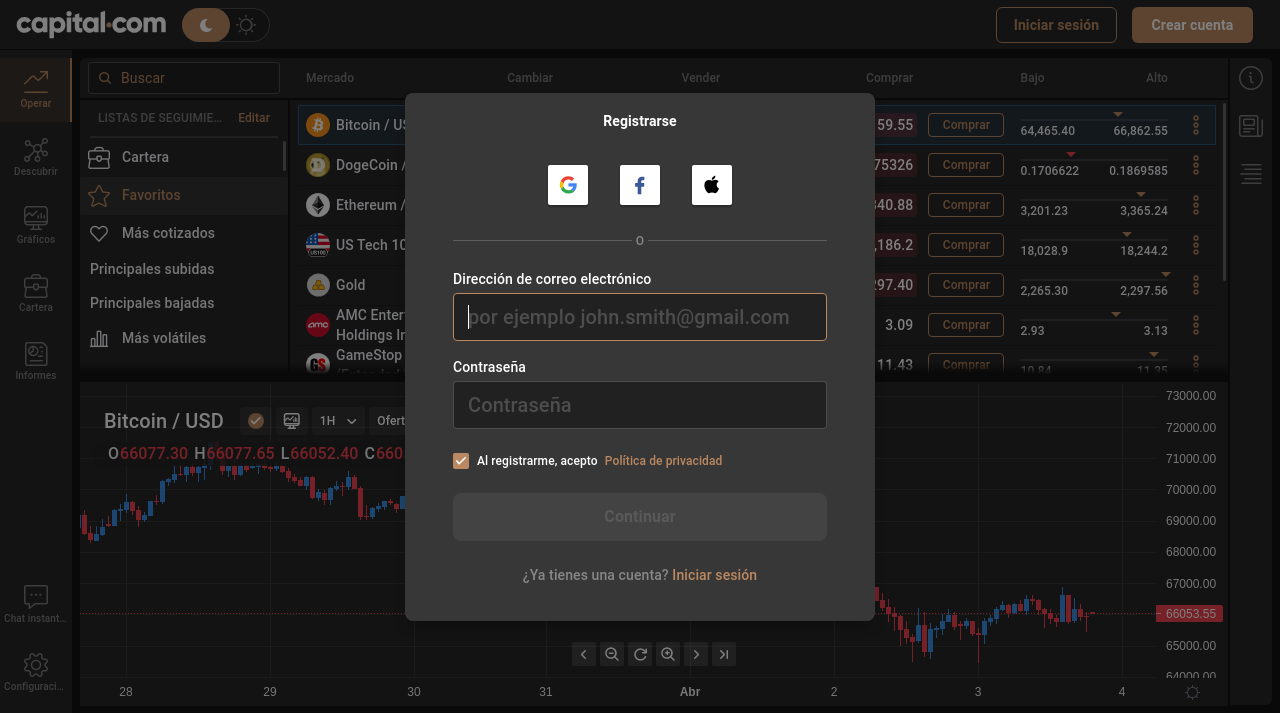 capital.com
Iniciar sesión
Crear cuenta
Operar
Descubrir
Gráficos
Cartera
Informes
Chat instant...
Configuraci...
Buscar
LISTAS DE SEGUIMIE... Editar
Cartera
Favoritos
Más cotizados
Principales subidas
Principales bajadas
Más volátiles
Mercado Cambiar Vender Comprar Bajo Alto
Bitcoin / US 59.55 Comprar 64,465.40 66,862.55
DogeCoin / 75326 Comprar 0.1706622 0.1869585
Ethereum / 340.88 Comprar 3,201.23 3,365.24
US Tech 10 ,186.2 Comprar 18,028.9 18,244.2
Gold 297.40 Comprar 2,265.30 2,297.56
AMC Enter
Holdings In 3.09 Comprar 2.93 3.13
GameStop
11.43 Comprar 10.84 11.35
Registrarse
O
Dirección de correo electrónico
por ejemplo john.smith@gmail.com
Contraseña
Contraseña
Al registrarme, acepto Política de privacidad
Continuar
¿Ya tienes una cuenta? Iniciar sesión
Bitcoin / USD 1H Ofert
O66077.30 H66077.65 L66052.40 C660
73000.00
72000.00
71000.00
70000.00
69000.00
68000.00
67000.00
66053.55
65000.00
64000.00
28 29 30 31 Abr 2 3 4